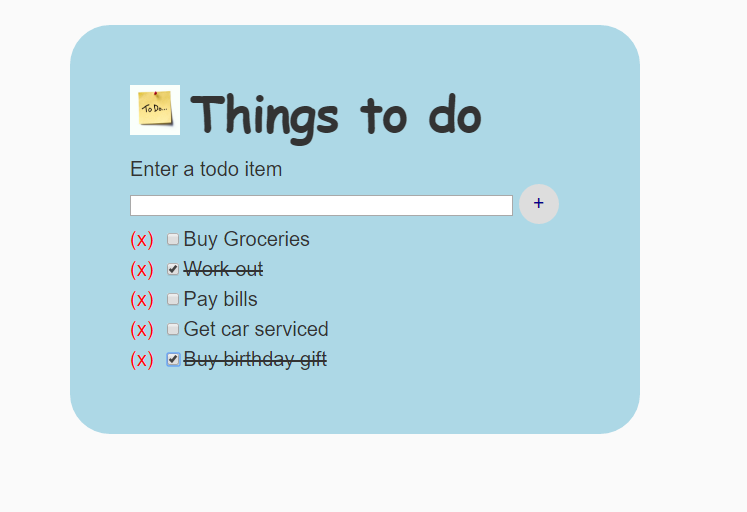 To Do... Things to do
Enter a todo item
+
(x) Buy Groceries
(x) Work out
(x) Pay bills
(x) Get car serviced
(x) Buy birthday gift